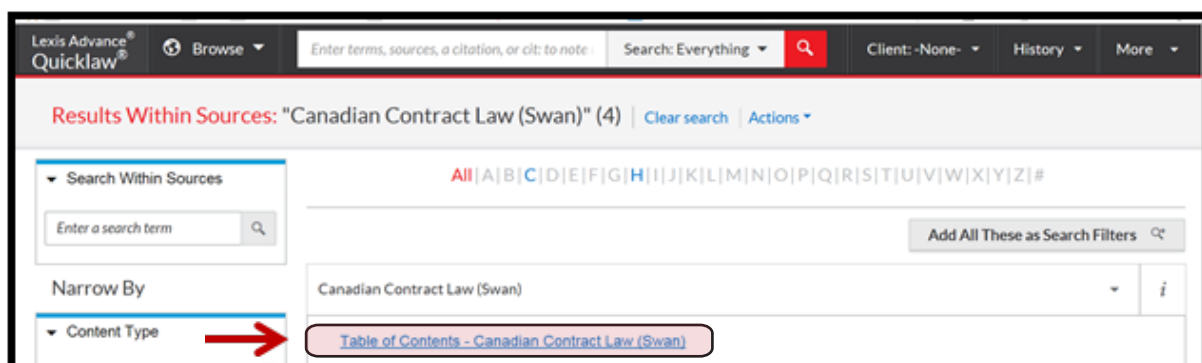 Lexis Advance®
Quicklaw®
Browse
Enter terms, sources, a citation, or cit: to note
Search: Everything
Client: -None-
History
More
Results Within Sources: "Canadian Contract Law (Swan)" (4) | Clear search | Actions
Search Within Sources
Enter a search term
All|A|B|C|D|E|F|G|H|I|J|K|L|M|N|O|P|Q|R|S|T|U|V|W|X|Y|Z|#
Add All These as Search Filters
Narrow By
Content Type
Canadian Contract Law (Swan)
i
Table of Contents - Canadian Contract Law (Swan)